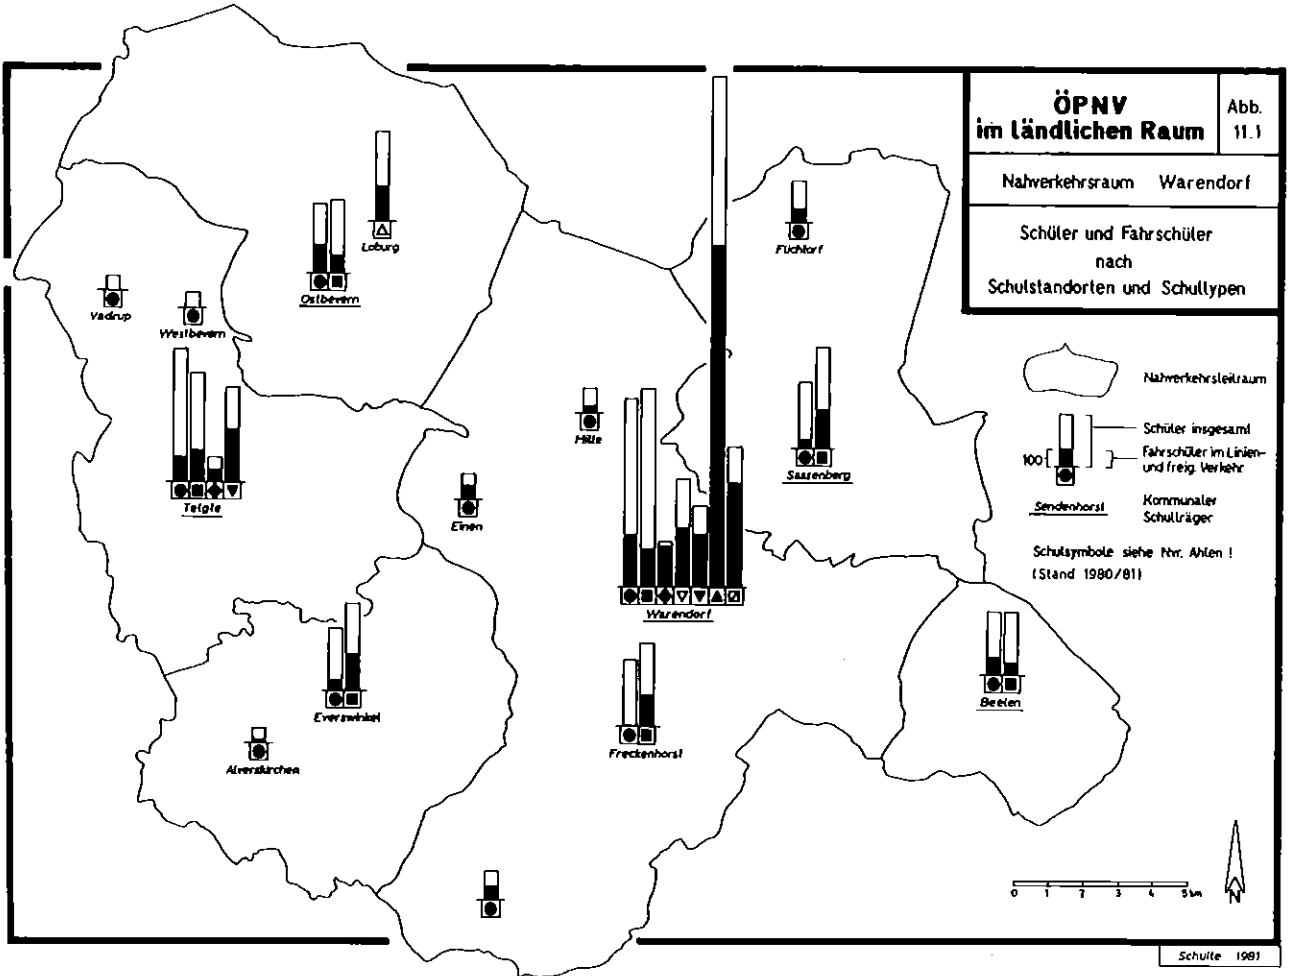 ÖPNV
im ländlichen Raum
Abb.
11.1
Nahverkehrsraum Warendorf
Schüler und Fahrschüler
nach
Schulstandorten und Schultypen
Nahverkehrsleitraum
Schüler insgesamt
100
Fahrschüler im Linien-
und freig. Verkehr
Sendenhorst
Kommunaler
Schulträger
Schulsymbole siehe Nvr. Ahlen !
(Stand 1980/81)
Loburg
Füchtorf
Ostbevern
Vadrup
Westbevern
Milte
Sassenberg
Telgte
Einen
Warendorf
Beelen
Everswinkel
Freckenhorst
Alverskirchen
0 1 2 3 4 5 km
N
Schulte 1981